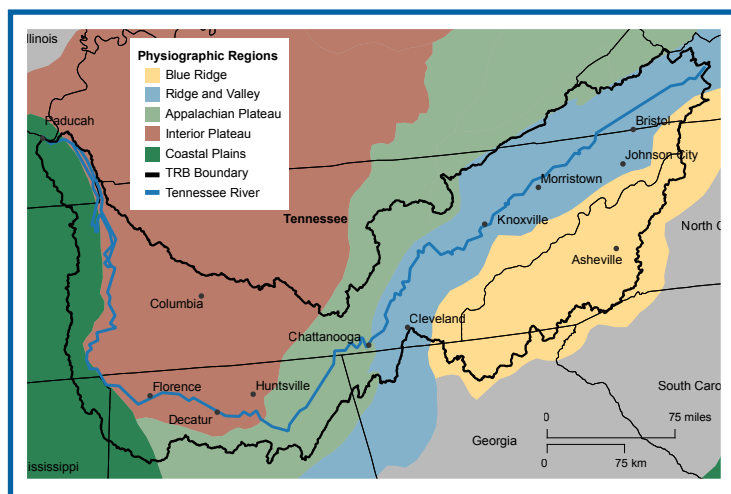 Illinois
Physiographic Regions
Blue Ridge
Ridge and Valley
Appalachian Plateau
Interior Plateau
Coastal Plains
TRB Boundary
Tennessee River
Paducah
Bristol
Johnson City
Morristown
Tennessee
Knoxville
North C
Asheville
Columbia
Cleveland
Chattanooga
Florence
Huntsville
Decatur
South Caro
0 75 miles
Georgia
0 75 km
ississippi